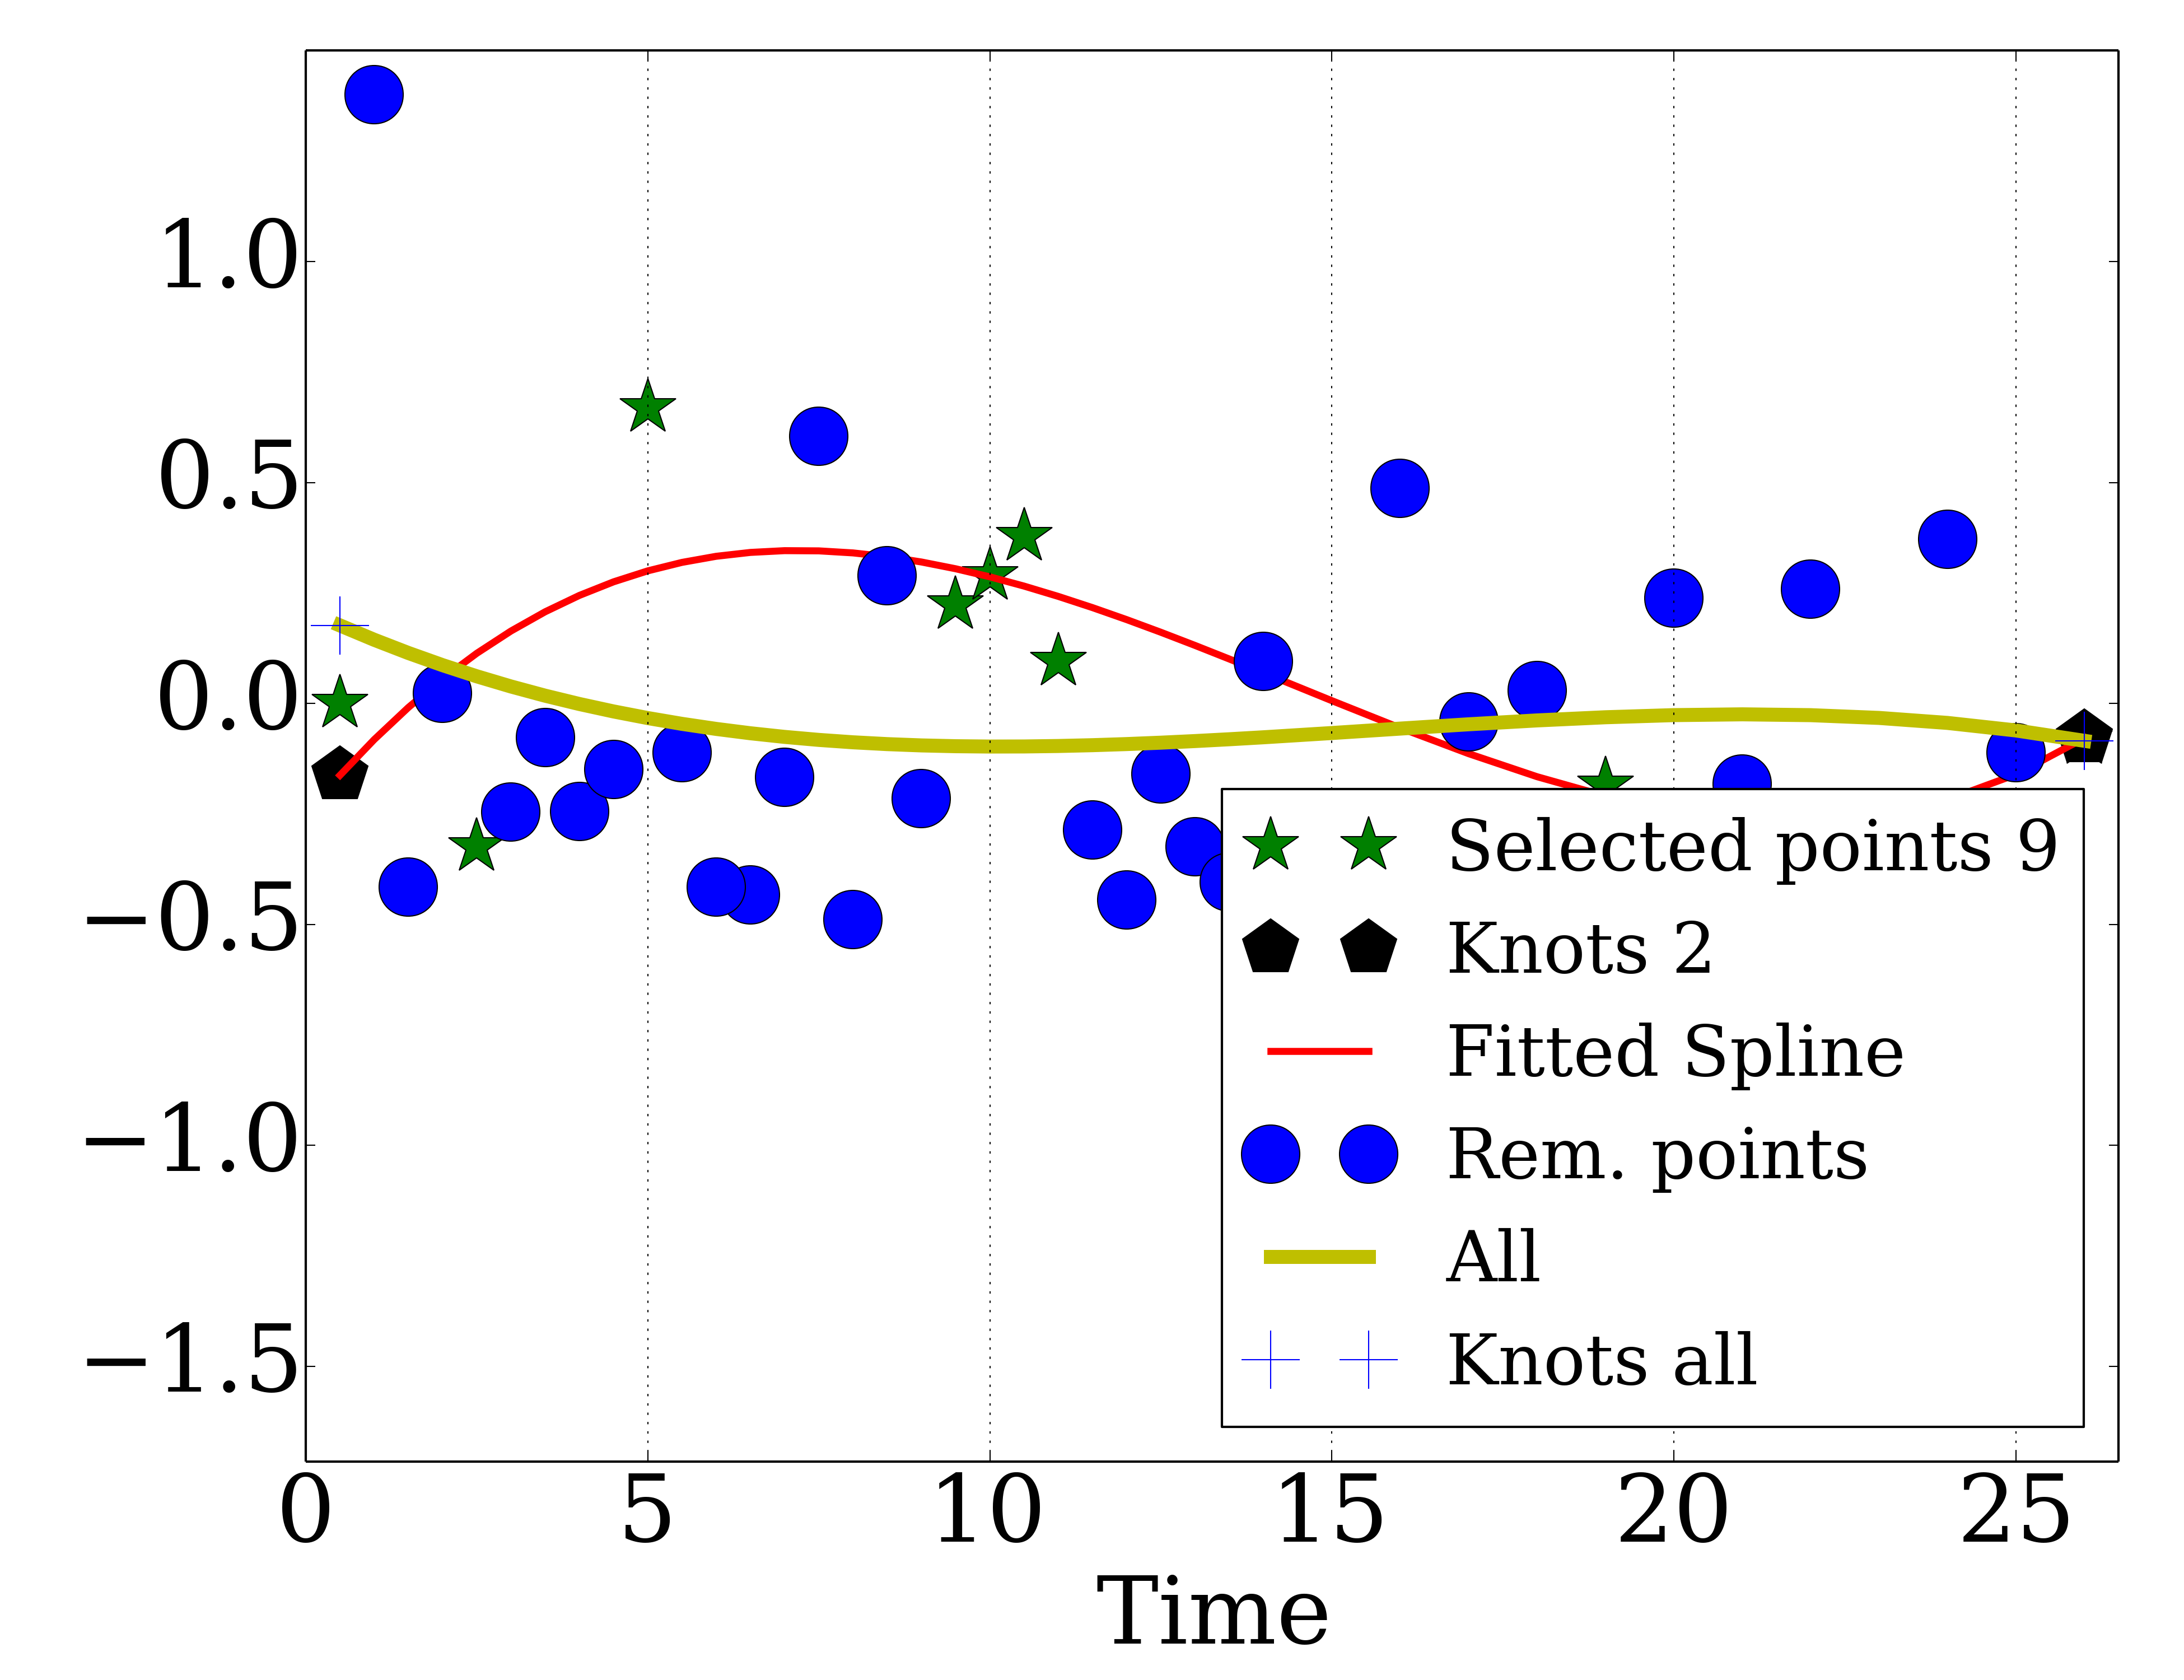 1.0
0.5
0.0
−0.5
−1.0
−1.5
Selected points 9
Knots 2
Fitted Spline
Rem. points
All
Knots all
0 5 10 15 20 25
Time